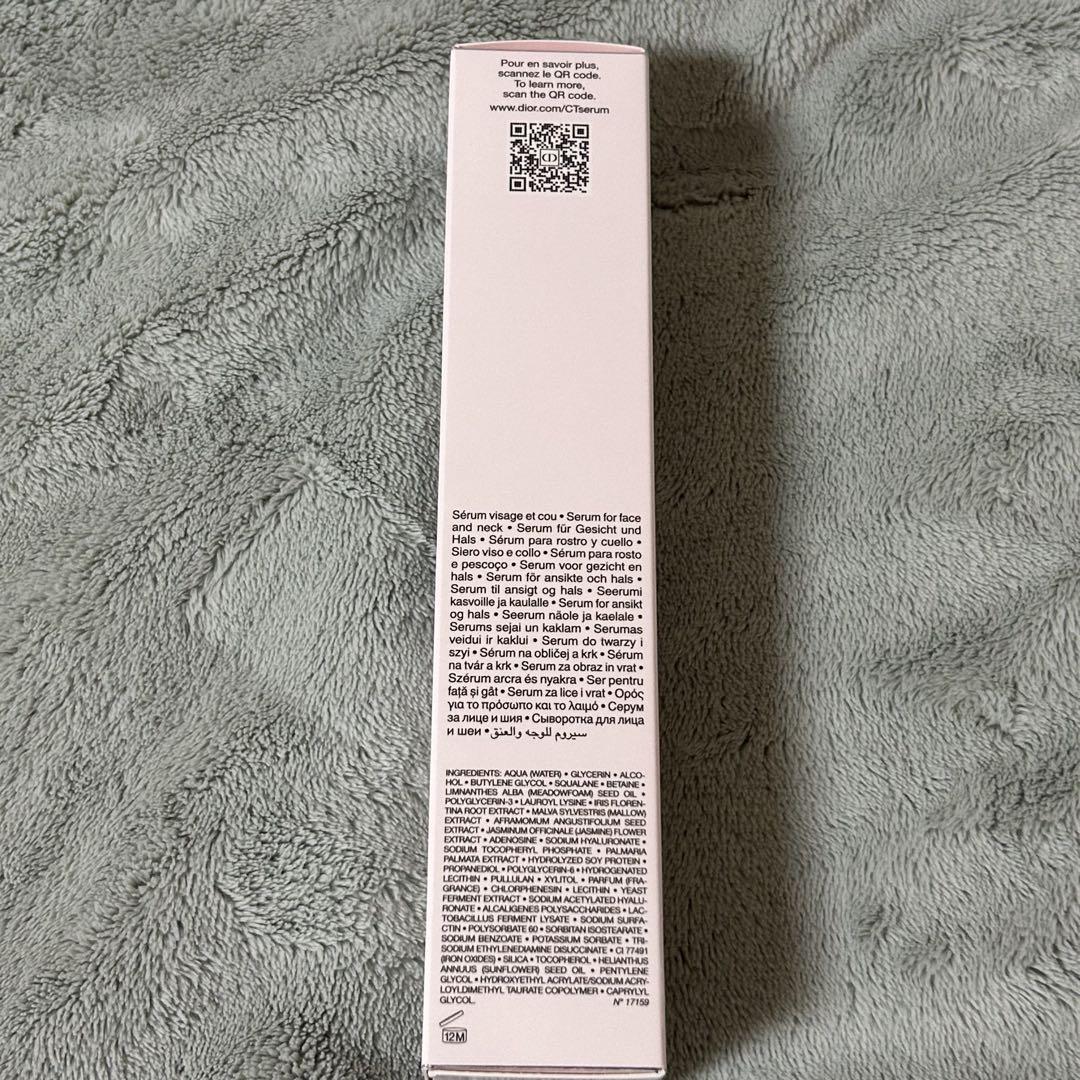 Pour en savoir plus,
scannez le QR code.
To learn more,
scan the QR code.
www.dior.com/CTserum
CD
Sérum visage et cou • Serum for face
and neck • Serum für Gesicht und
Hals • Sérum para rostro y cuello •
Siero viso e collo • Sérum para rosto
e pescoço • Serum voor gezicht en
hals • Serum för ansikte och hals •
Serum til ansigt og hals • Seerumi
kasvoille ja kaulalle • Serum for ansikt
og hals • Seerum näole ja kaelale •
Serums sejai un kaklam • Serumas
veidui ir kaklui • Serum do twarzy i
szyi • Sérum na obličej a krk • Sérum
na tvár a krk • Serum za obraz in vrat •
Szérum arcra és nyakra • Ser pentru
față și gât • Serum za lice i vrat • Ορός
για το πρόσωπο και το λαιμό • Серум
за лице и шия • Сыворотка для лица
и шеи • سيروم للوجه والعنق
INGREDIENTS: AQUA (WATER) • GLYCERIN • ALCO-
HOL • BUTYLENE GLYCOL • SQUALANE • BETAINE •
LIMNANTHES ALBA (MEADOWFOAM) SEED OIL •
POLYGLYCERIN-3 • LAUROYL LYSINE • IRIS FLOREN-
TINA ROOT EXTRACT • MALVA SYLVESTRIS (MALLOW)
EXTRACT • AFRAMOMUM ANGUSTIFOLIUM SEED
EXTRACT • JASMINUM OFFICINALE (JASMINE) FLOWER
EXTRACT • ADENOSINE • SODIUM HYALURONATE •
SODIUM TOCOPHERYL PHOSPHATE • PALMARIA
PALMATA EXTRACT • HYDROLYZED SOY PROTEIN •
PROPANEDIOL • POLYGLYCERIN-6 • HYDROGENATED
LECITHIN • PULLULAN • XYLITOL • PARFUM (FRA-
GRANCE) • CHLORPHENESIN • LECITHIN • YEAST
FERMENT EXTRACT • SODIUM ACETYLATED HYALU-
RONATE • ALCALIGENES POLYSACCHARIDES • LAC-
TOBACILLUS FERMENT LYSATE • SODIUM SURFA-
CTIN • POLYSORBATE 60 • SORBITAN ISOSTEARATE •
SODIUM BENZOATE • POTASSIUM SORBATE • TRI-
SODIUM ETHYLENEDIAMINE DISUCCINATE • CI 77491
(IRON OXIDES) • SILICA • TOCOPHEROL • HELIANTHUS
ANNUUS (SUNFLOWER) SEED OIL • PENTYLENE
GLYCOL • HYDROXYETHYL ACRYLATE/SODIUM ACRY-
LOYLDIMETHYL TAURATE COPOLYMER • CAPRYLYL
GLYCOL. N° 17159
12M